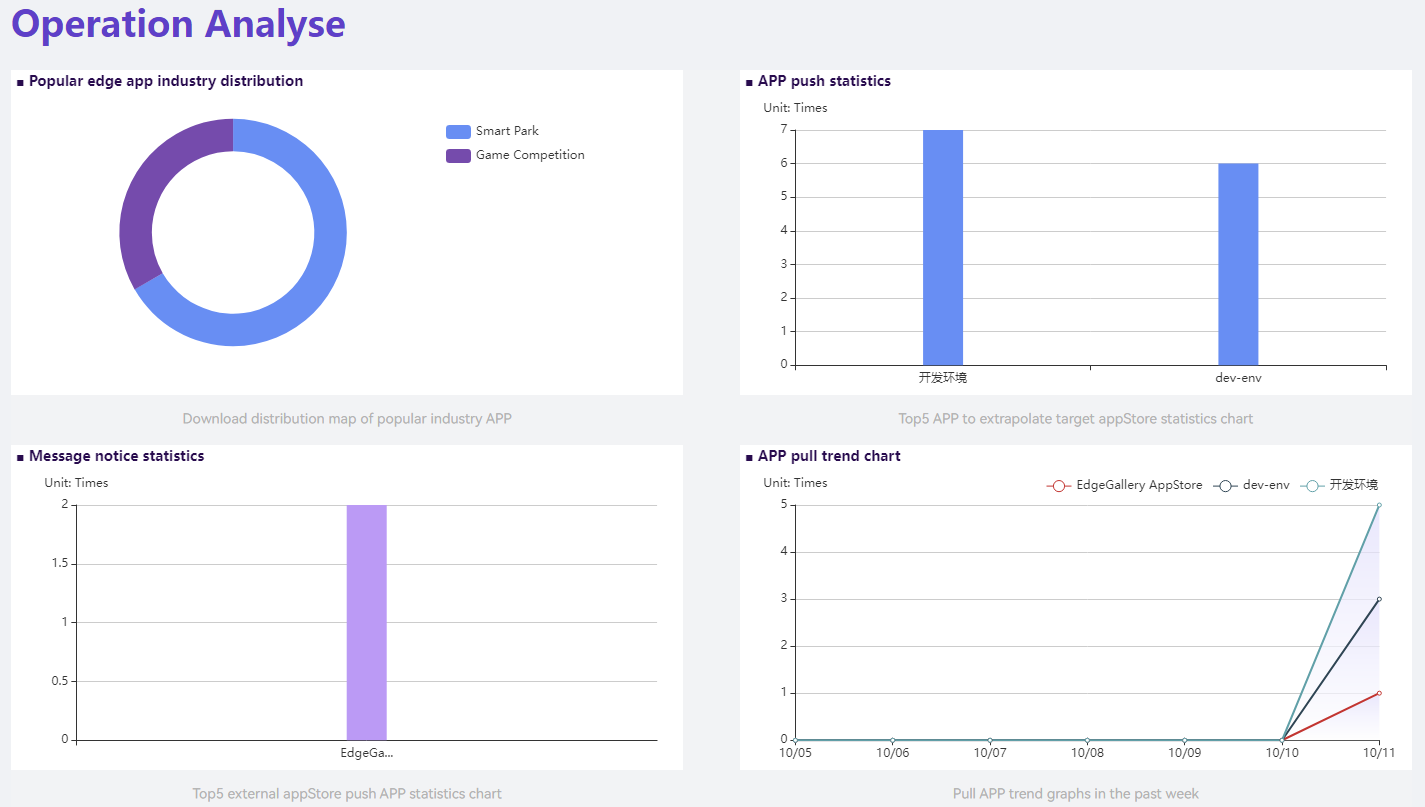 Operation Analyse
Popular edge app industry distribution
Smart Park
Game Competition
Download distribution map of popular industry APP
APP push statistics
Unit: Times
7
6
5
4
3
2
1
0
开发环境 dev-env
Top5 APP to extrapolate target appStore statistics chart
Message notice statistics
Unit: Times
2
1.5
1
0.5
0
EdgeGa...
Top5 external appStore push APP statistics chart
APP pull trend chart
Unit: Times
EdgeGallery AppStore dev-env 开发环境
5
4
3
2
1
0
10/05 10/06 10/07 10/08 10/09 10/10 10/11
Pull APP trend graphs in the past week